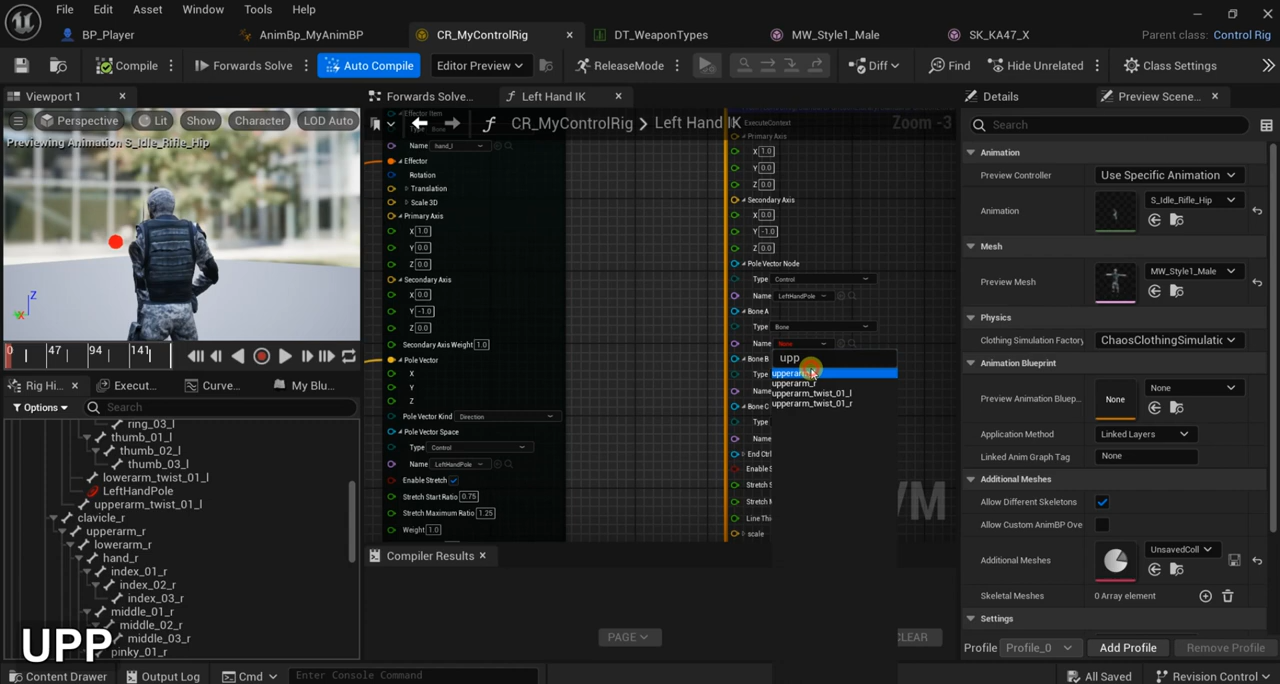 File Edit Asset Window Tools Help
BP_Player AnimBp_MyAnimBP CR_MyControlRig DT_WeaponTypes MW_Style1_Male SK_KA47_X Parent class: Control Rig
Compile Forwards Solve Auto Compile Editor Preview ReleaseMode Diff Find Hide Unrelated Class Settings
Viewport 1
Perspective Lit Show Character LOD Auto
Previewing Animation S_Idle_Rifle_Hip
Z
0 47 94 141
Rig Hi... Execut... Curve... My Blu...
Options Search
ring_03_l
thumb_01_l
thumb_02_l
thumb_03_l
lowerarm_twist_01_l
LeftHandPole
upperarm_twist_01_l
clavicle_r
upperarm_r
lowerarm_r
hand_r
index_01_r
index_02_r
index_03_r
middle_01_r
middle_02_r
middle_03_r
pinky_01_r
UPP
Forwards Solve... Left Hand IK
CR_MyControlRig > Left Hand IK
Zoom -3
Effector Item
Name hand_l
Effector
Rotation
Translation
Scale 3D
Primary Axis
X 1.0
Y 0.0
Z 0.0
Secondary Axis
X 0.0
Y -1.0
Z 0.0
Secondary Axis Weight 1.0
Pole Vector
X
Y
Z
Pole Vector Kind Direction
Pole Vector Space
Type Control
Name LeftHandPole
Enable Stretch
Stretch Start Ratio 0.75
Stretch Maximum Ratio 1.25
Weight 1.0
ExecuteContext
Primary Axis
X 1.0
Y 0.0
Z 0.0
Secondary Axis
X 0.0
Y -1.0
Z 0.0
Pole Vector Node
Type Control
Name LeftHandPole
Bone A
Type Bone
Name None
upp
upperarm_r
upperarm_twist_01_l
upperarm_twist_01_r
Bone B
Type
Name
Bone C
Type
Name
End Ctrl
Enable S
Stretch S
Stretch M
Line Thi
scale
VM
Compiler Results
PAGE CLEAR
Details Preview Scene...
Search
Animation
Preview Controller Use Specific Animation
Animation S_Idle_Rifle_Hip
Mesh
Preview Mesh MW_Style1_Male
Physics
Clothing Simulation Factory ChaosClothingSimulatic
Animation Blueprint
Preview Animation Bluep... None None
Application Method Linked Layers
Linked Anim Graph Tag None
Additional Meshes
Allow Different Skeletons
Allow Custom AnimBP Ove
Additional Meshes UnsavedColl
Skeletal Meshes 0 Array element
Settings
Profile Profile_0 Add Profile Remove Profile
Content Drawer Output Log Cmd Enter Console Command All Saved Revision Control